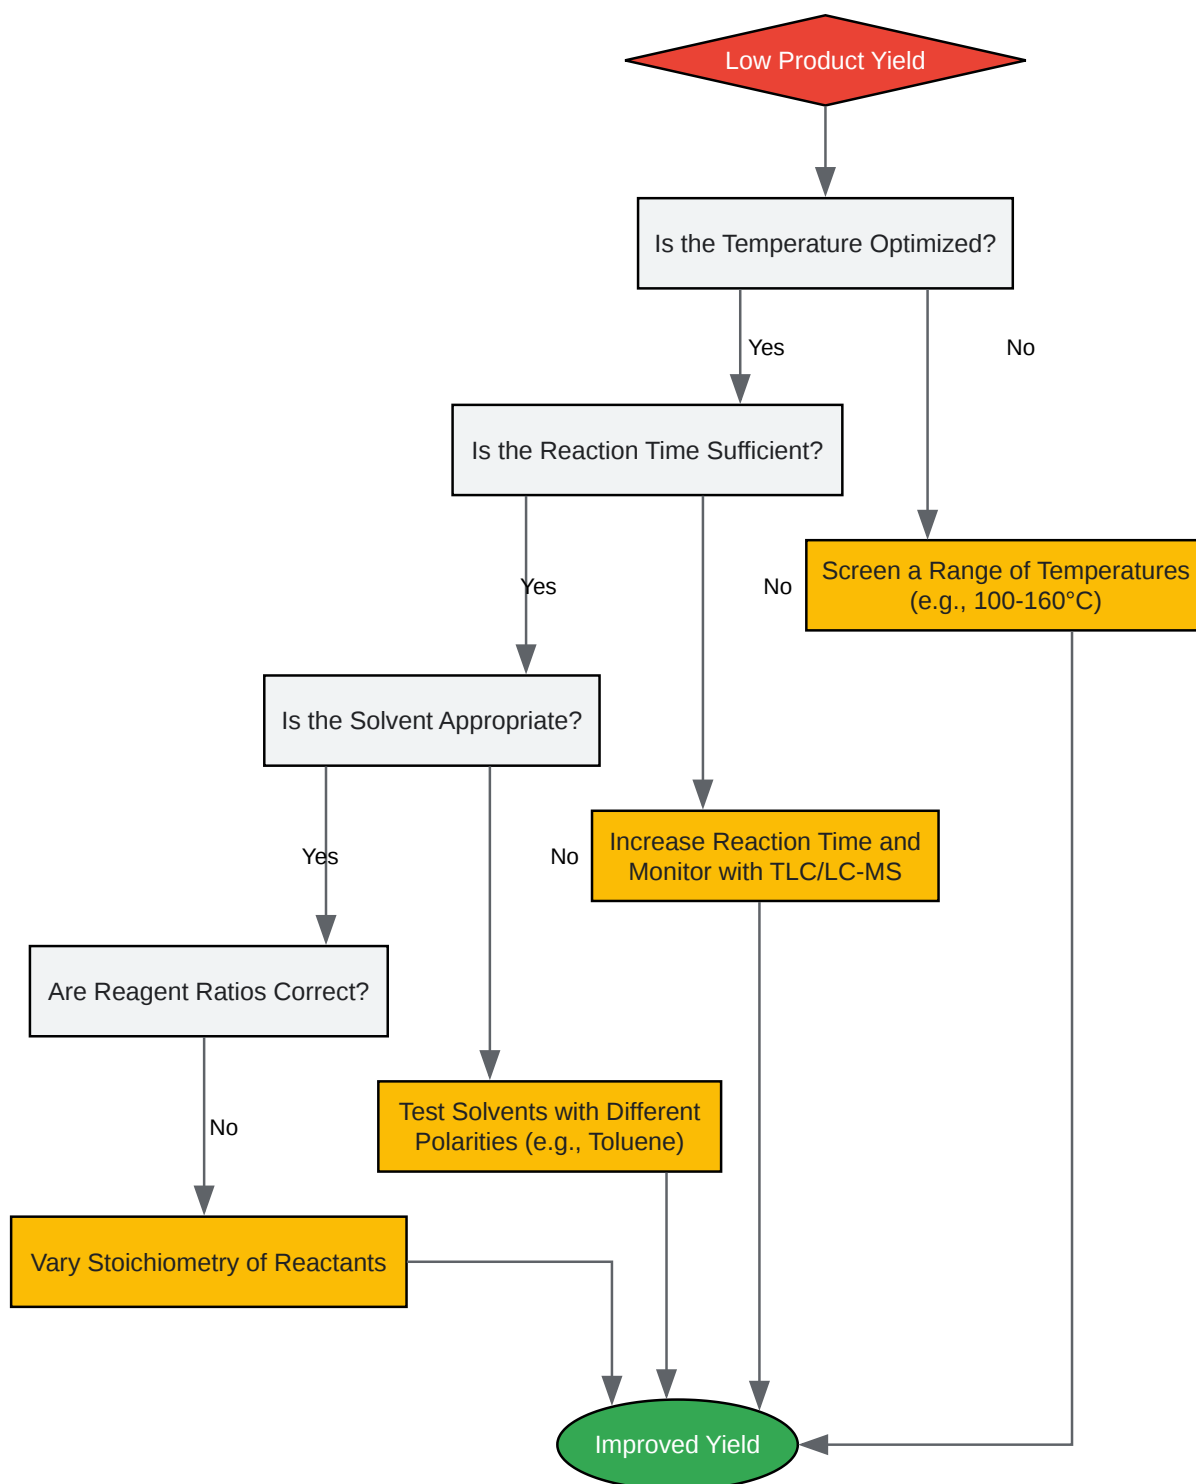 Low Product Yield
Is the Temperature Optimized?
Yes
No
Is the Reaction Time Sufficient?
Yes
No
Screen a Range of Temperatures
(e.g., 100-160°C)
Is the Solvent Appropriate?
Yes
No
Increase Reaction Time and
Monitor with TLC/LC-MS
Are Reagent Ratios Correct?
No
Test Solvents with Different
Polarities (e.g., Toluene)
Vary Stoichiometry of Reactants
Improved Yield